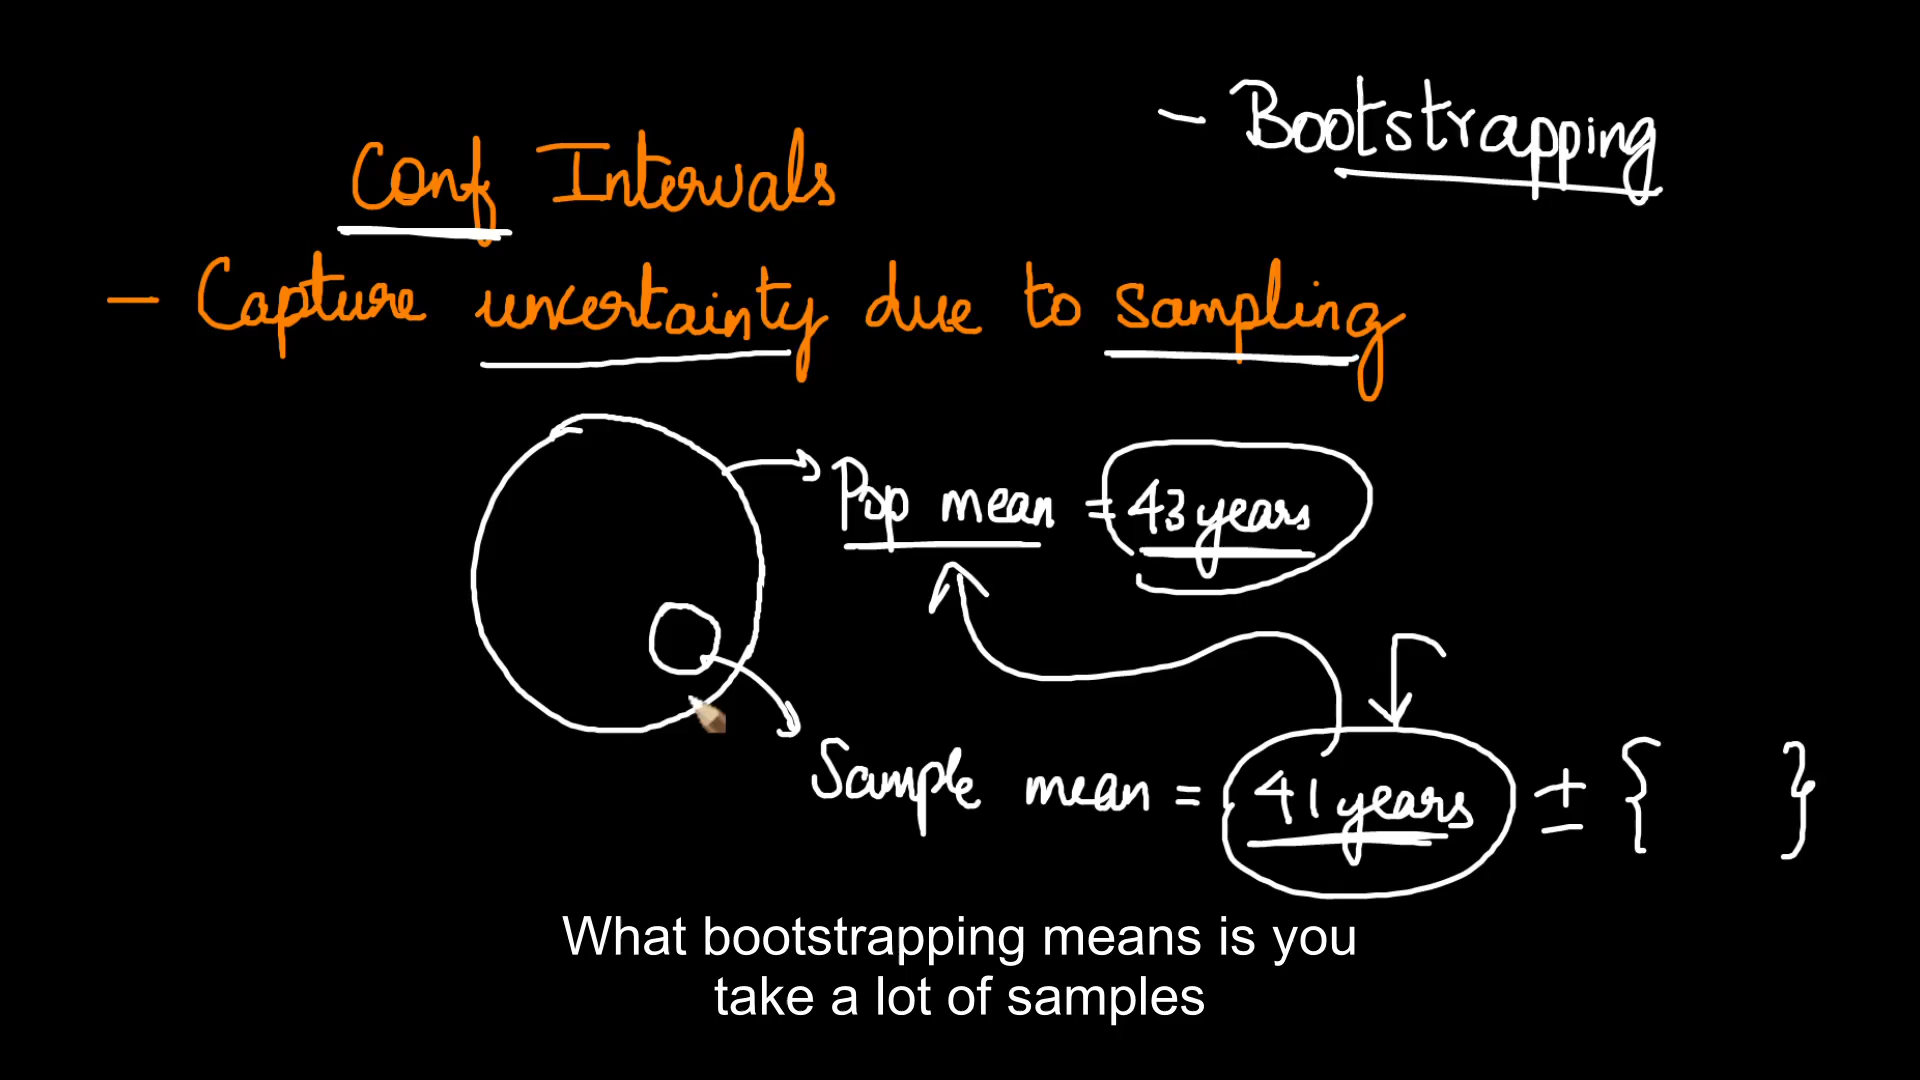 - Bootstrapping
Conf Intervals
- Capture uncertainty due to sampling
Pop mean = 43 years
Sample mean = 41 years ± { }
What bootstrapping means is you
take a lot of samples